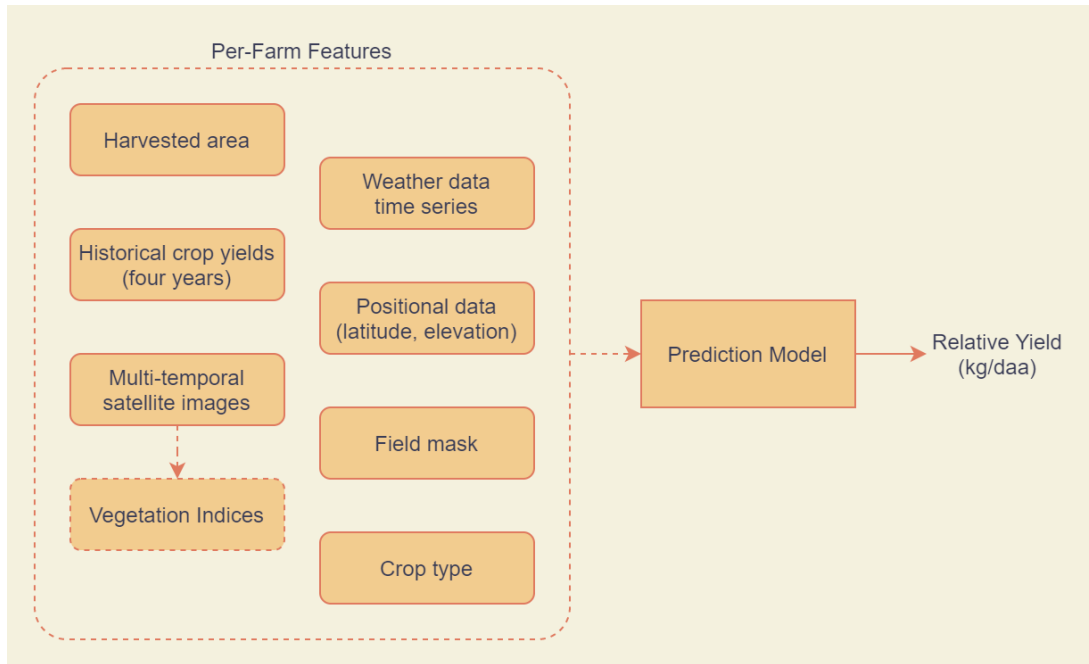 Per-Farm Features
Harvested area
Historical crop yields
(four years)
Multi-temporal
satellite images
Vegetation Indices
Weather data
time series
Positional data
(latitude, elevation)
Field mask
Crop type
Prediction Model
Relative Yield
(kg/daa)